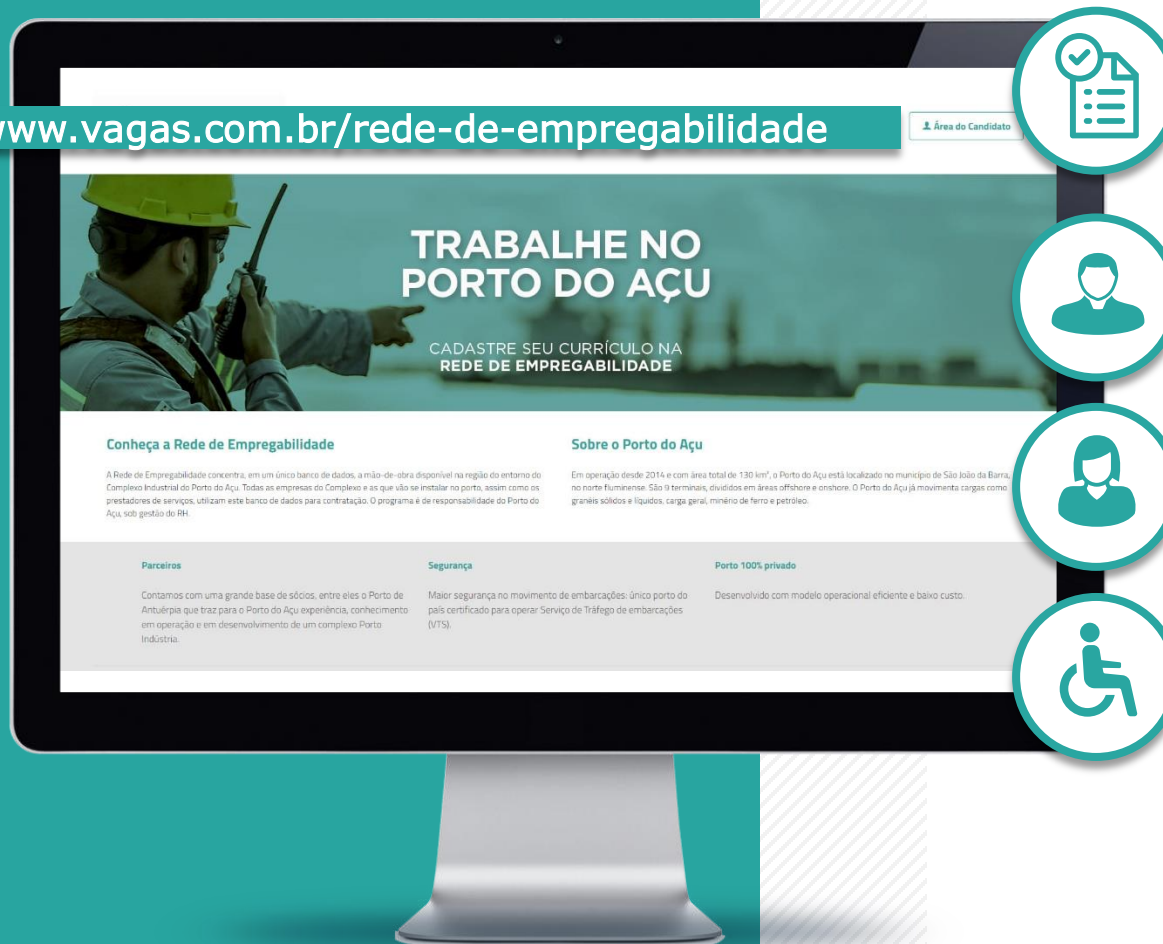 www.vagas.com.br/rede-de-empregabilidade
Área do Candidato
TRABALHE NO
PORTO DO AÇU
CADASTRE SEU CURRÍCULO NA
REDE DE EMPREGABILIDADE
Conheça a Rede de Empregabilidade
A Rede de Empregabilidade concentra, em um único banco de dados, a mão-de-obra disponível na região do entorno do
Complexo Industrial do Porto do Açu. Todas as empresas do Complexo e as que vão se instalar no porto, assim como os
prestadores de serviços, utilizam este banco de dados para contratação. O programa é de responsabilidade do Porto do
Açu, sob gestão do RH.
Sobre o Porto do Açu
Em operação desde 2014 e com área total de 130 km², o Porto do Açu está localizado no município de São João da Barra,
no norte fluminense. São 9 terminais, divididos em áreas offshore e onshore. O Porto do Açu já movimenta cargas como
granéis sólidos e líquidos, carga geral, minério de ferro e petróleo.
Parceiros
Contamos com uma grande base de sócios, entre eles o Porto de
Antuérpia que traz para o Porto do Açu experiência, conhecimento
em operação e em desenvolvimento de um complexo Porto
Indústria.
Segurança
Maior segurança no movimento de embarcações: único porto do
país certificado para operar Serviço de Tráfego de embarcações
(VTS).
Porto 100% privado
Desenvolvido com modelo operacional eficiente e baixo custo.